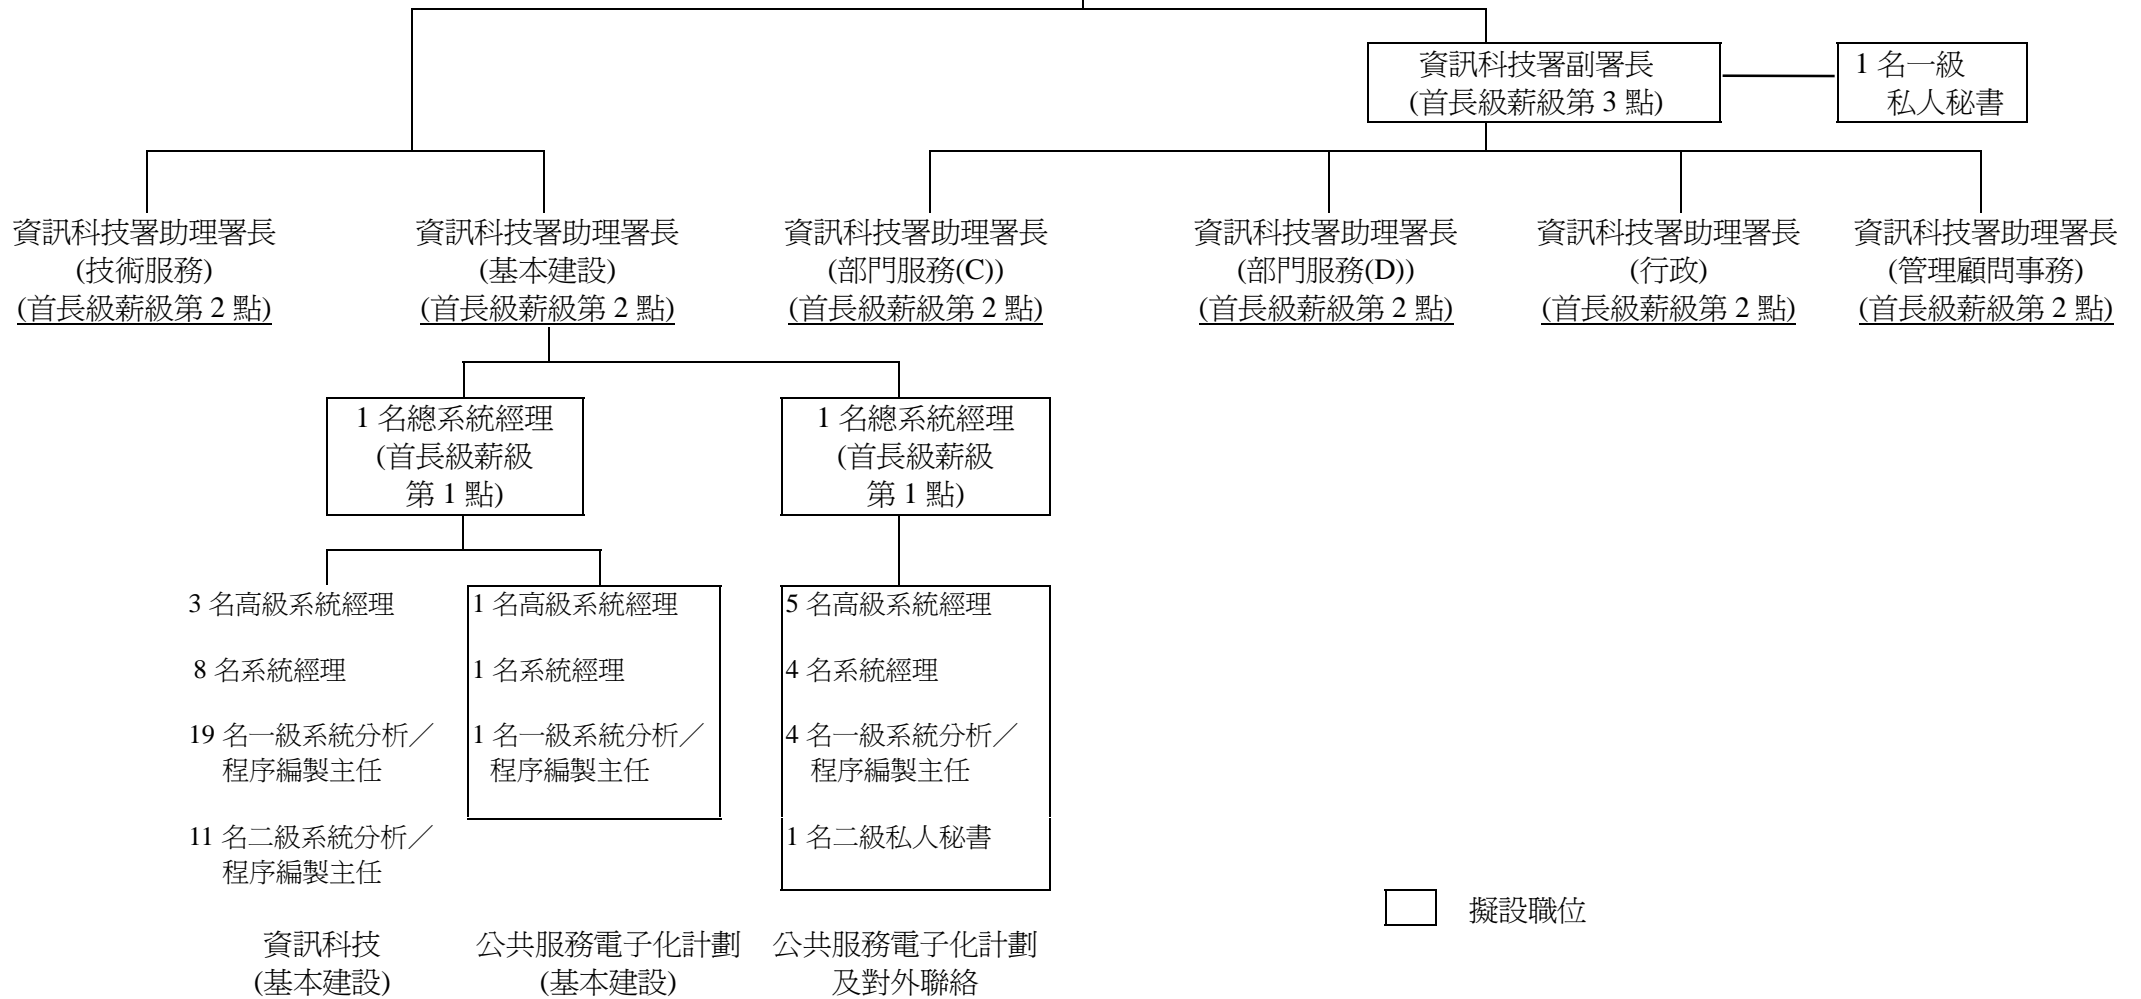 資訊科技署副署長
(首長級薪級第 3 點)
1 名一級
私人秘書
資訊科技署助理署長
(技術服務)
(首長級薪級第 2 點)
資訊科技署助理署長
(基本建設)
(首長級薪級第 2 點)
資訊科技署助理署長
(部門服務(C))
(首長級薪級第 2 點)
資訊科技署助理署長
(部門服務(D))
(首長級薪級第 2 點)
資訊科技署助理署長
(行政)
(首長級薪級第 2 點)
資訊科技署助理署長
(管理顧問事務)
(首長級薪級第 2 點)
1 名總系統經理
(首長級薪級
第 1 點)
1 名總系統經理
(首長級薪級
第 1 點)
3 名高級系統經理
8 名系統經理
19 名一級系統分析／
程序編製主任
11 名二級系統分析／
程序編製主任
資訊科技
(基本建設)
1 名高級系統經理
1 名系統經理
1 名一級系統分析／
程序編製主任
公共服務電子化計劃
(基本建設)
5 名高級系統經理
4 名系統經理
4 名一級系統分析／
程序編製主任
1 名二級私人秘書
公共服務電子化計劃
及對外聯絡
擬設職位